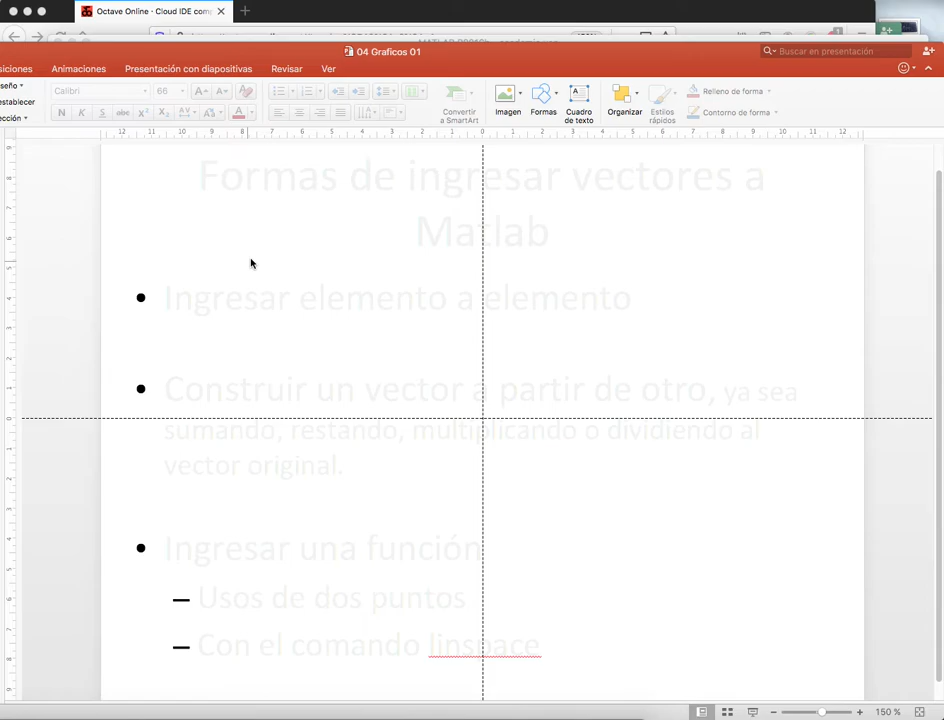 Octave Online · Cloud IDE comp
04 Graficos 01
Buscar en presentación
siciones Animaciones Presentación con diapositivas Revisar Ver
seño
establecer
cción
Calibri 66
N K S abc X² X₂ AV Aa A
Convertir
a SmartArt
Imagen
Formas
Cuadro
de texto
Organizar
Estilos
rápidos
Relleno de forma
Contorno de forma
12 11 10 9 8 7 6 5 4 3 2 1 0 1 2 3 4 5 6 7 8 9 10 11 12
Formas de ingresar vectores a
Matlab
• Ingresar elemento a elemento
• Construir un vector a partir de otro, ya sea
sumando, restando, multiplicando o dividiendo al
vector original.
• Ingresar una función
– Usos de dos puntos
– Con el comando linspace
150 %